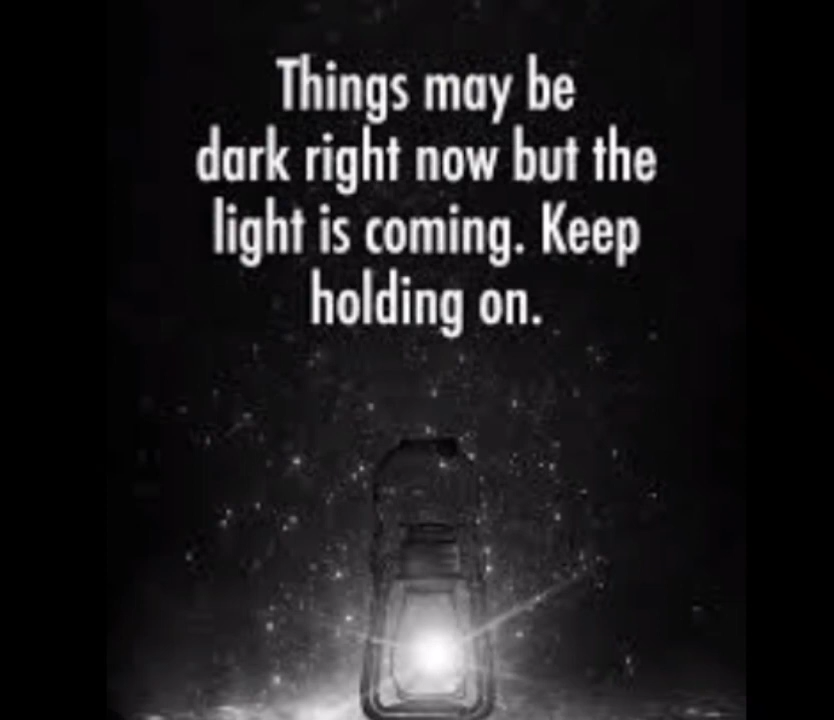 Things may be
dark right now but the
light is coming. Keep
holding on.